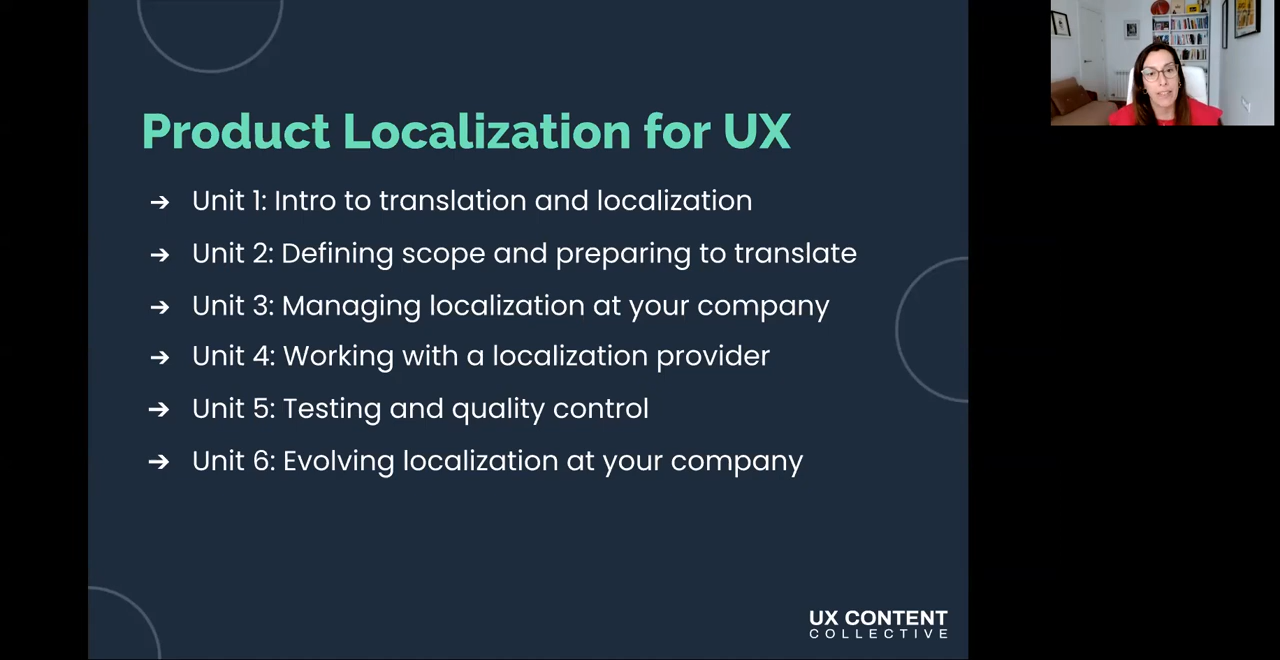 Product Localization for UX
➔ Unit 1: Intro to translation and localization
➔ Unit 2: Defining scope and preparing to translate
➔ Unit 3: Managing localization at your company
➔ Unit 4: Working with a localization provider
➔ Unit 5: Testing and quality control
➔ Unit 6: Evolving localization at your company
UX CONTENT
COLLECTIVE